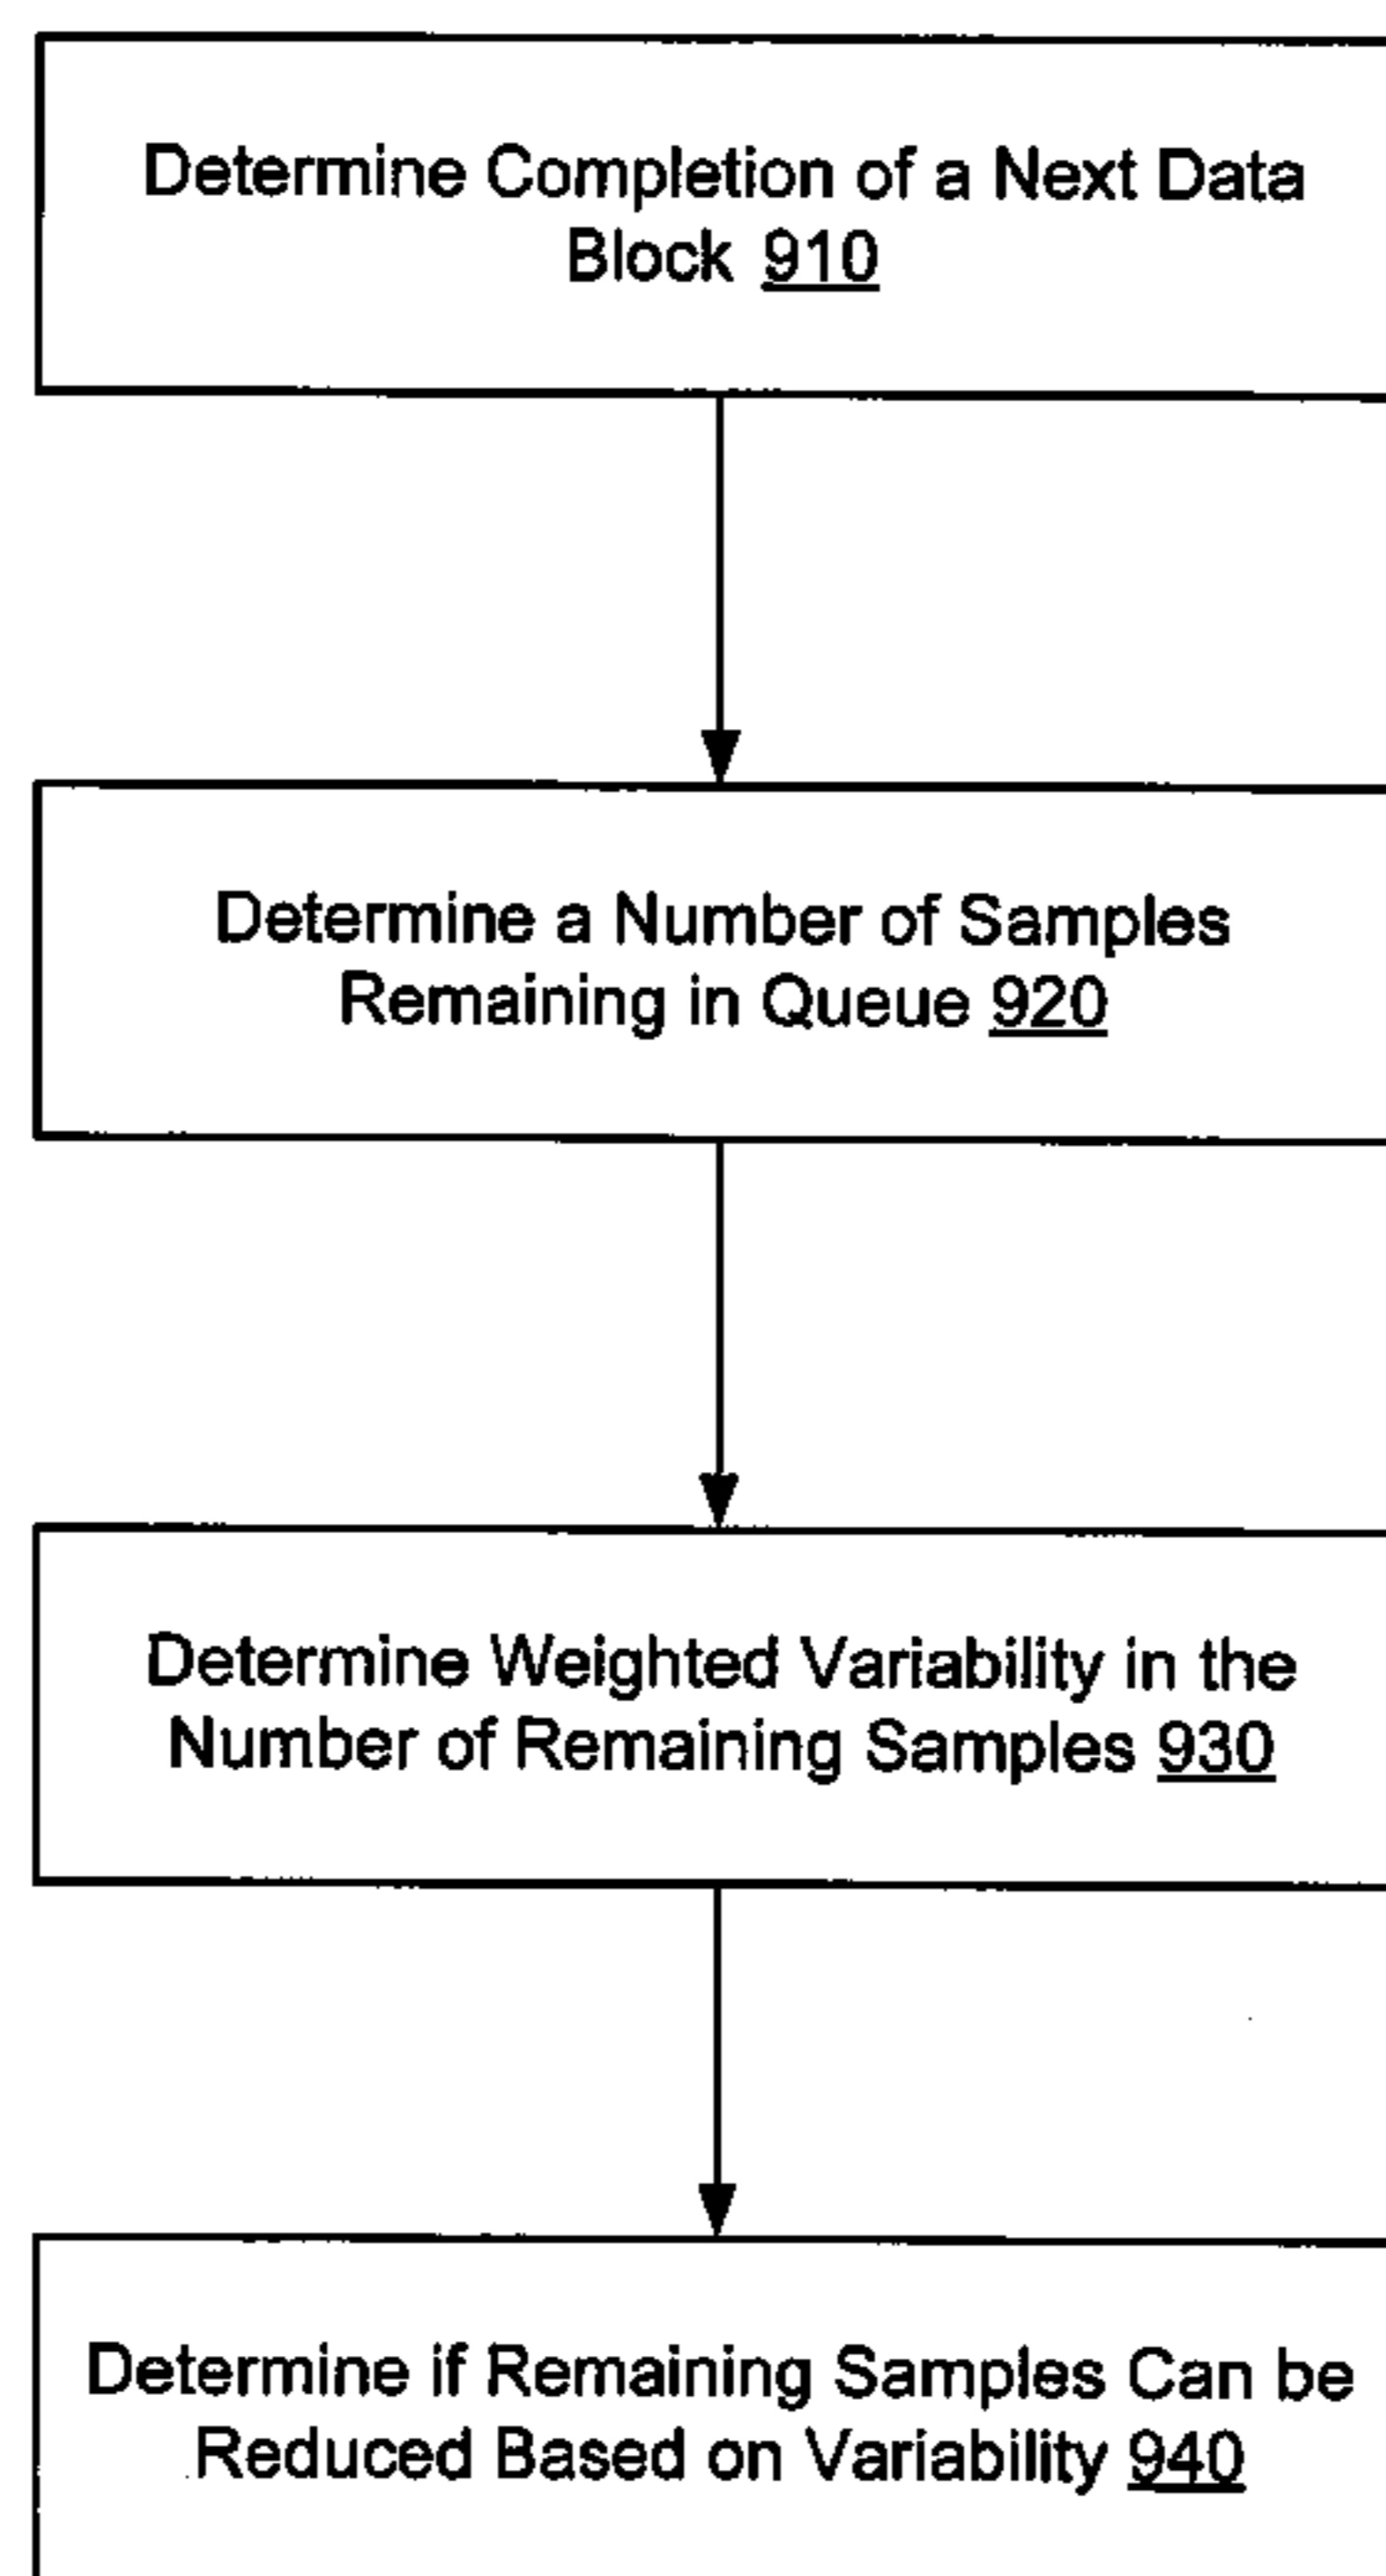 Determine Completion of a Next Data
Block 910
Determine a Number of Samples
Remaining in Queue 920
Determine Weighted Variability in the
Number of Remaining Samples 930
Determine if Remaining Samples Can be
Reduced Based on Variability 940